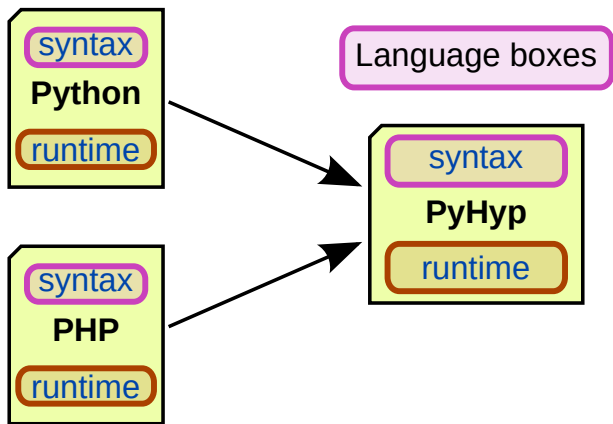 syntax
Python
runtime
Language boxes
syntax
PyHyp
runtime
syntax
PHP
runtime